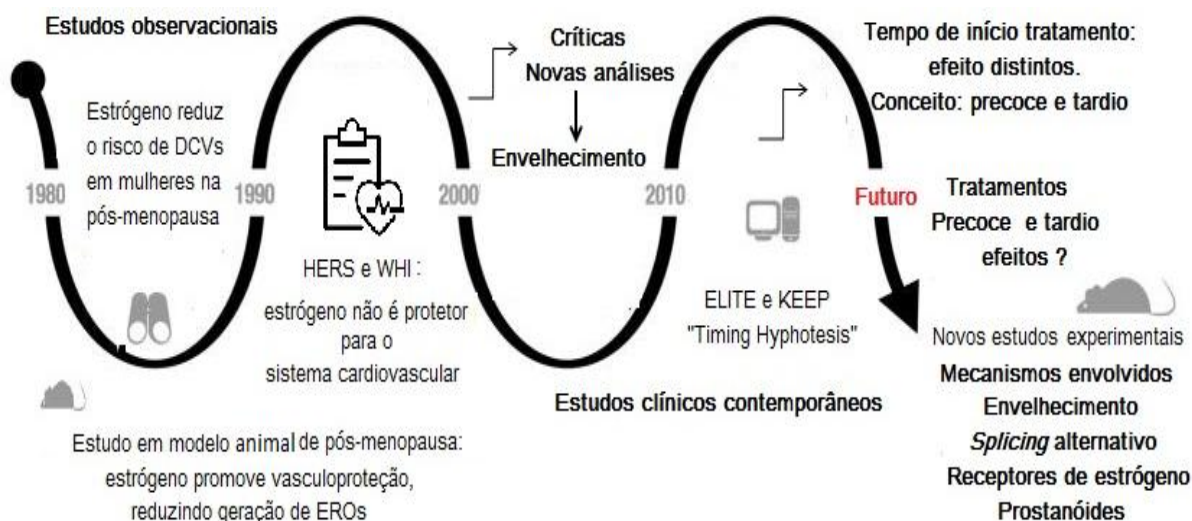 Estudos observacionais
1980
Estrógeno reduz
o risco de DCVs
em mulheres na
pós-menopausa
Estudo em modelo animal de pós-menopausa:
estrógeno promove vasculoproteção,
reduzindo geração de EROs
1990
HERS e WHI :
estrógeno não é protetor
para o
sistema cardiovascular
2000
Críticas
Novas análises
Envelhecimento
2010
ELITE e KEEP
"Timing Hyphotesis"
Estudos clínicos contemporâneos
Tempo de início tratamento:
efeito distintos.
Conceito: precoce e tardio
Futuro
Tratamentos
Precoce e tardio
efeitos ?
Novos estudos experimentais
Mecanismos envolvidos
Envelhecimento
Splicing alternativo
Receptores de estrógeno
Prostanóides